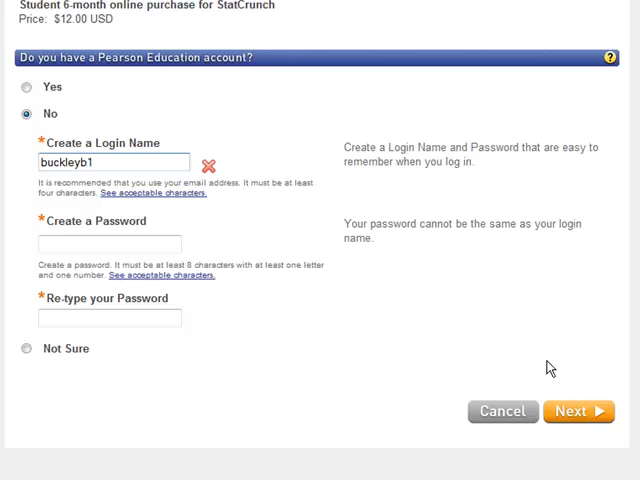 Student 6-month online purchase for StatCrunch
Price: $12.00 USD
Do you have a Pearson Education account?
?
Yes
No
*Create a Login Name
buckleyb1
It is recommended that you use your email address. It must be at least
four characters. See acceptable characters.
Create a Login Name and Password that are easy to
remember when you log in.
*Create a Password
Create a password. It must be at least 8 characters with at least one letter
and one number. See acceptable characters.
Your password cannot be the same as your login
name.
*Re-type your Password
Not Sure
Cancel
Next